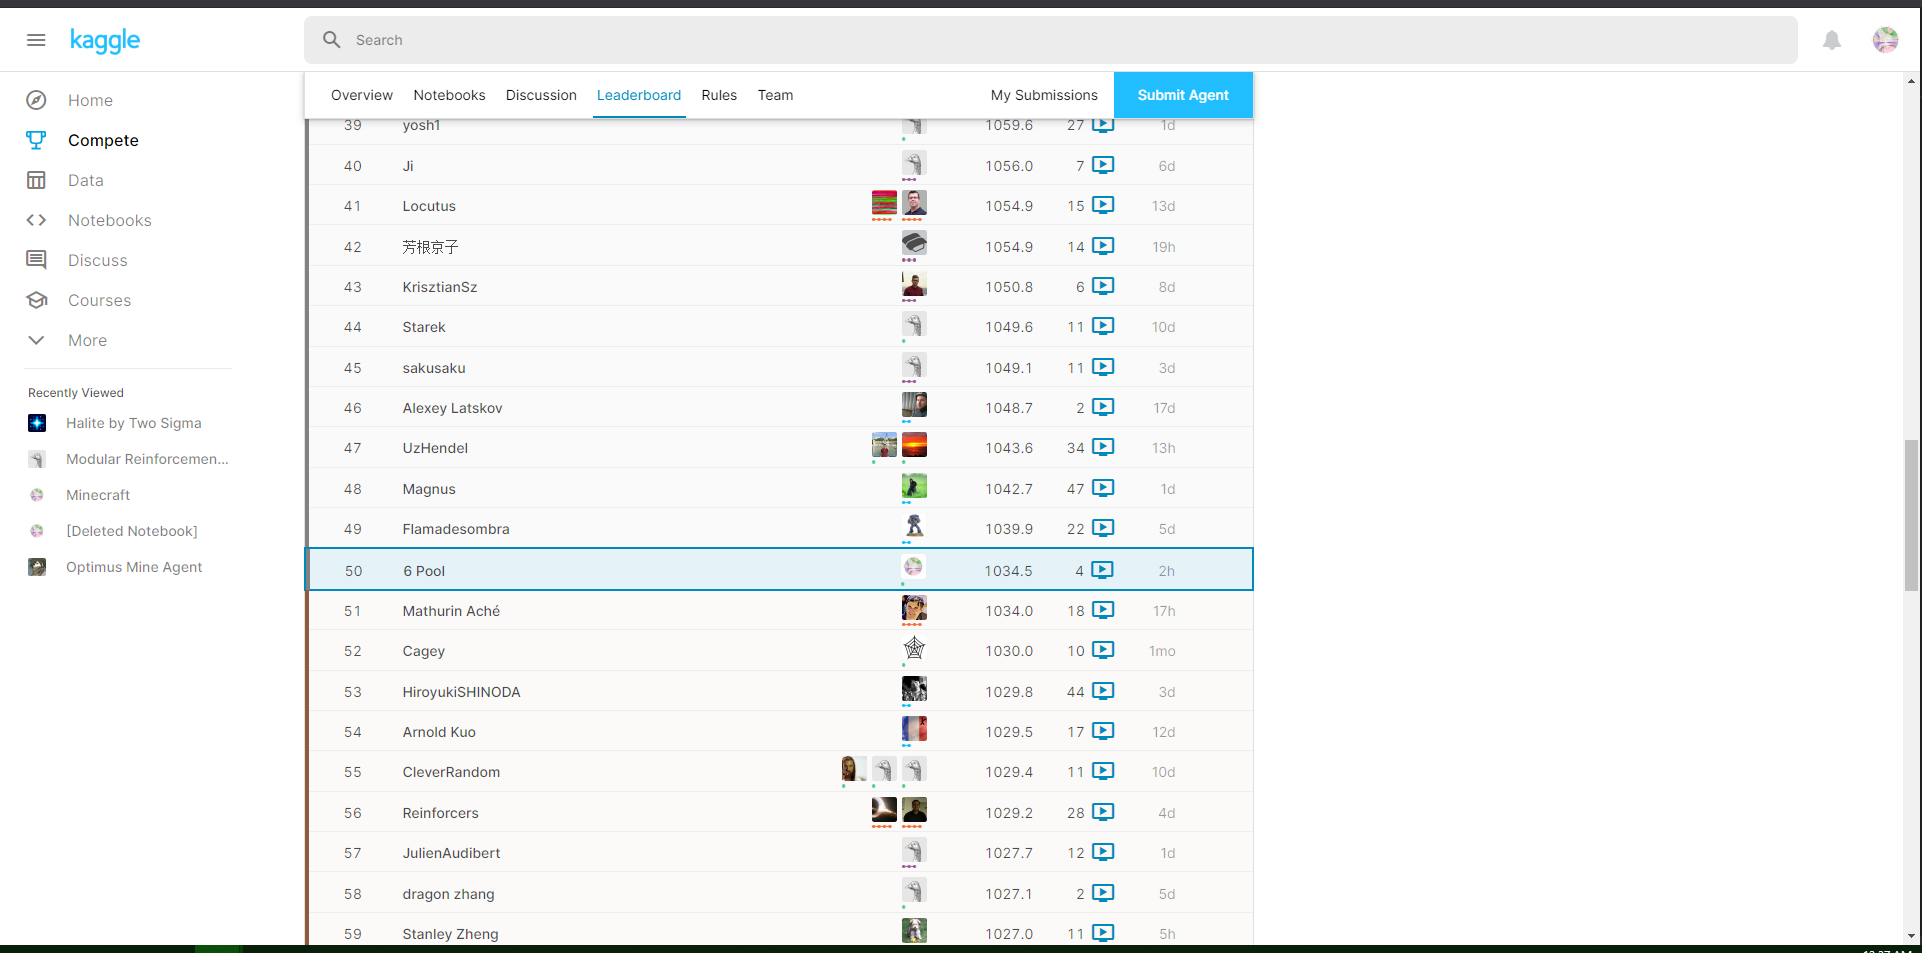 kaggle
Search
Home
Compete
Data
Notebooks
Discuss
Courses
More
Recently Viewed
Halite by Two Sigma
Modular Reinforcemen...
Minecraft
[Deleted Notebook]
Optimus Mine Agent
Overview Notebooks Discussion Leaderboard Rules Team My Submissions Submit Agent
39 yosh1 1059.6 27 1d
40 Ji 1056.0 7 6d
41 Locutus 1054.9 15 13d
42 芳根京子 1054.9 14 19h
43 KrisztianSz 1050.8 6 8d
44 Starek 1049.6 11 10d
45 sakusaku 1049.1 11 3d
46 Alexey Latskov 1048.7 2 17d
47 UzHendel 1043.6 34 13h
48 Magnus 1042.7 47 1d
49 Flamadesombra 1039.9 22 5d
50 6 Pool 1034.5 4 2h
51 Mathurin Aché 1034.0 18 17h
52 Cagey 1030.0 10 1mo
53 HiroyukiSHINODA 1029.8 44 3d
54 Arnold Kuo 1029.5 17 12d
55 CleverRandom 1029.4 11 10d
56 Reinforcers 1029.2 28 4d
57 JulienAudibert 1027.7 12 1d
58 dragon zhang 1027.1 2 5d
59 Stanley Zheng 1027.0 11 5h